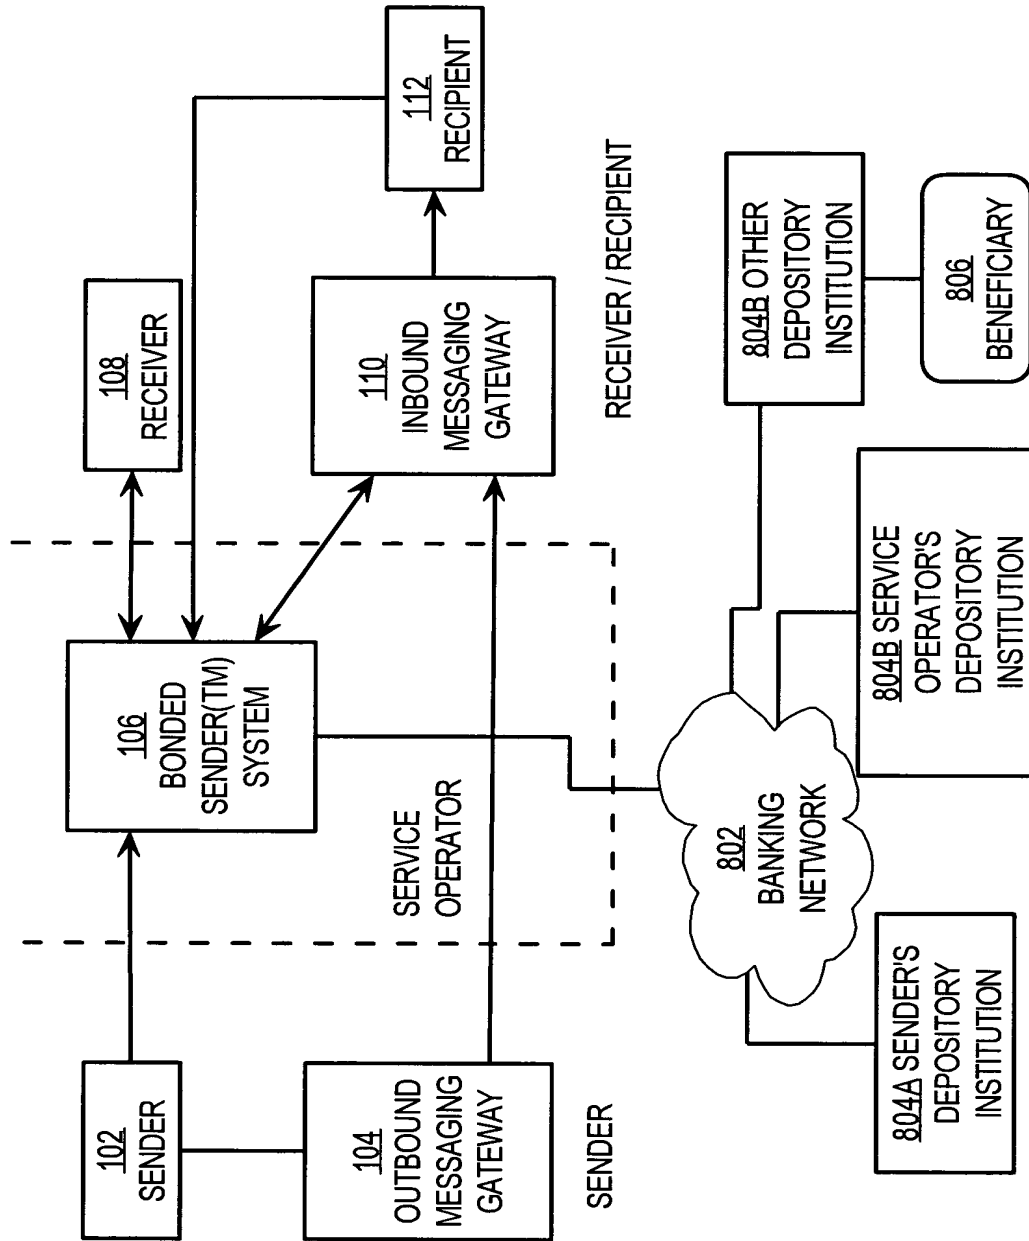 102
SENDER
104
OUTBOUND
MESSAGING
GATEWAY
SENDER
106
BONDED
SENDER(TM)
SYSTEM
SERVICE
OPERATOR
108
RECEIVER
110
INBOUND
MESSAGING
GATEWAY
112
RECIPIENT
RECEIVER / RECIPIENT
802
BANKING
NETWORK
804A SENDER'S
DEPOSITORY
INSTITUTION
804B SERVICE
OPERATOR'S
DEPOSITORY
INSTITUTION
804B OTHER
DEPOSITORY
INSTITUTION
806
BENEFICIARY